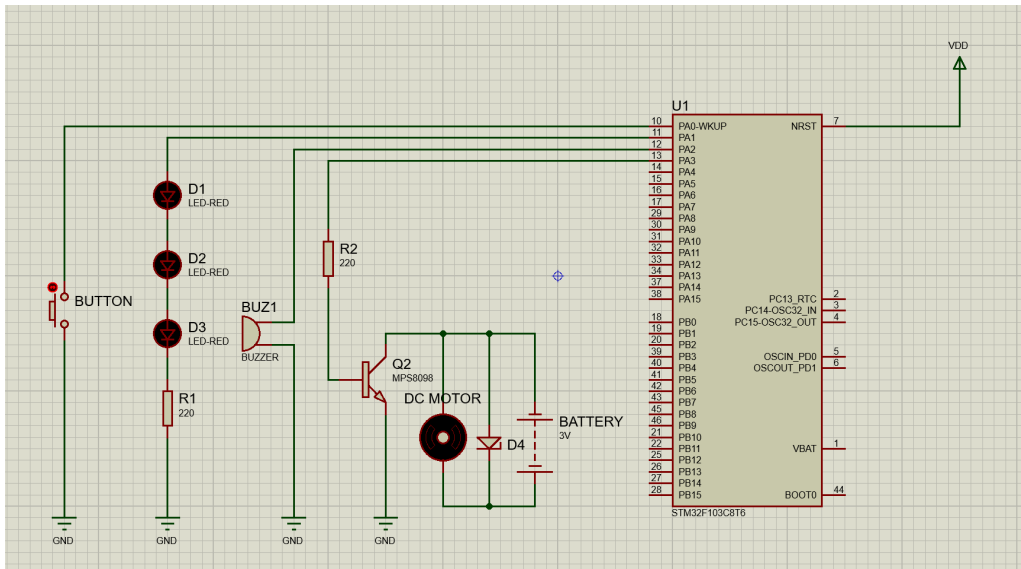 VDD
U1
10
PA0-WKUP
NRST
7
11
PA1
12
PA2
13
PA3
14
PA4
15
PA5
16
PA6
17
PA7
29
PA8
30
PA9
31
PA10
32
PA11
33
PA12
34
PA13
37
PA14
38
PA15
PC13_RTC
2
PC14-OSC32_IN
3
PC15-OSC32_OUT
4
18
PB0
19
PB1
20
PB2
39
PB3
OSCIN_PD0
5
40
PB4
OSCOUT_PD1
6
41
PB5
42
PB6
43
PB7
45
PB8
46
PB9
21
PB10
22
PB11
VBAT
1
25
PB12
26
PB13
27
PB14
28
PB15
BOOT0
44
STM32F103C8T6
D1
LED-RED
D2
LED-RED
D3
LED-RED
R1
220
R2
220
BUTTON
BUZ1
BUZZER
Q2
MPS8098
DC MOTOR
D4
BATTERY
3V
GND
GND
GND
GND